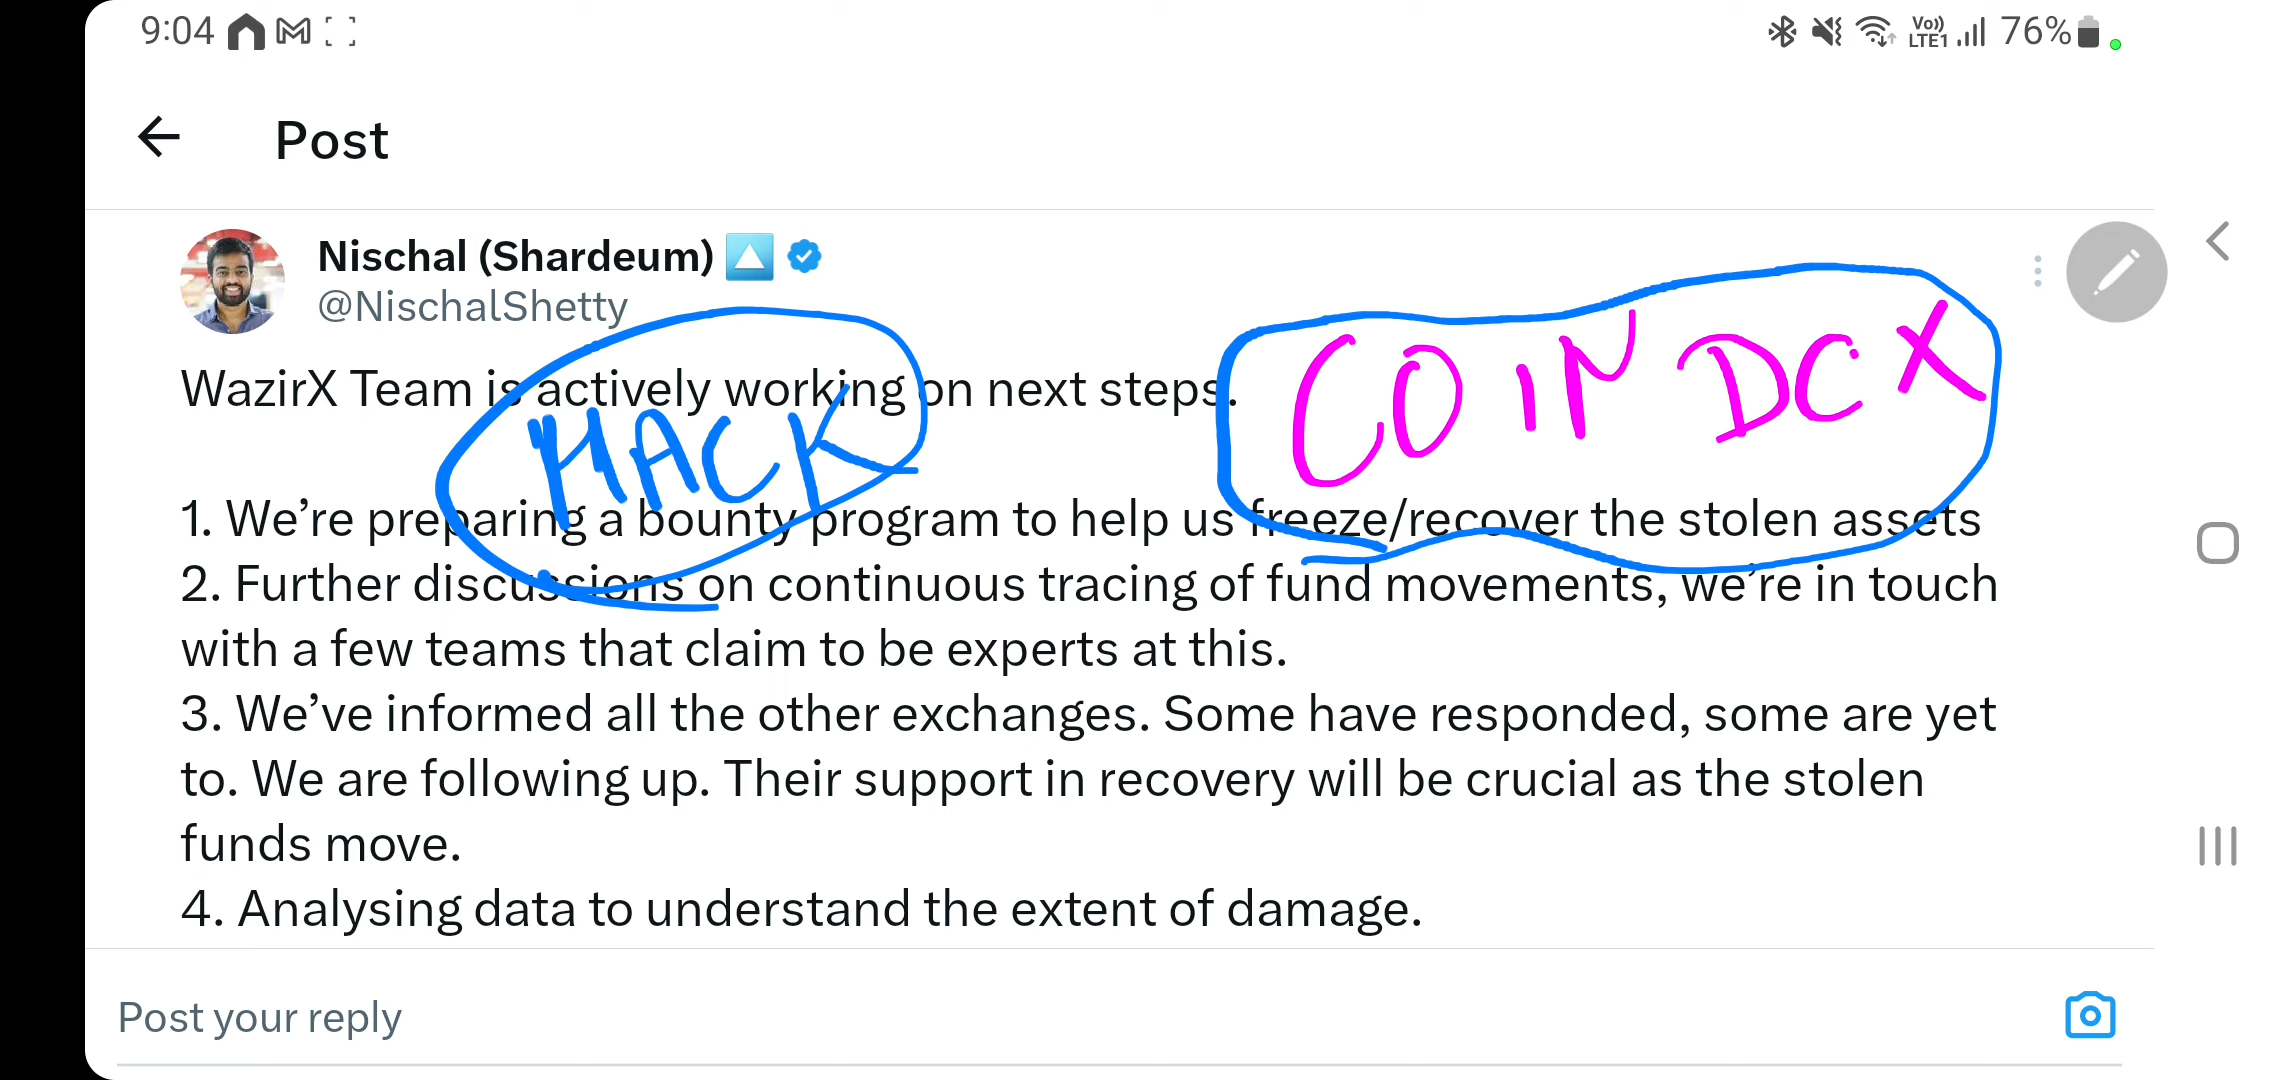 9:04 Vo)) LTE1 76%
Post
Nischal (Shardeum)
@NischalShetty
COIN DCX
WazirX Team is actively working on next steps.
HACK
1. We’re preparing a bounty program to help us freeze/recover the stolen assets
2. Further discussions on continuous tracing of fund movements, we’re in touch
with a few teams that claim to be experts at this.
3. We’ve informed all the other exchanges. Some have responded, some are yet
to. We are following up. Their support in recovery will be crucial as the stolen
funds move.
4. Analysing data to understand the extent of damage.
Post your reply